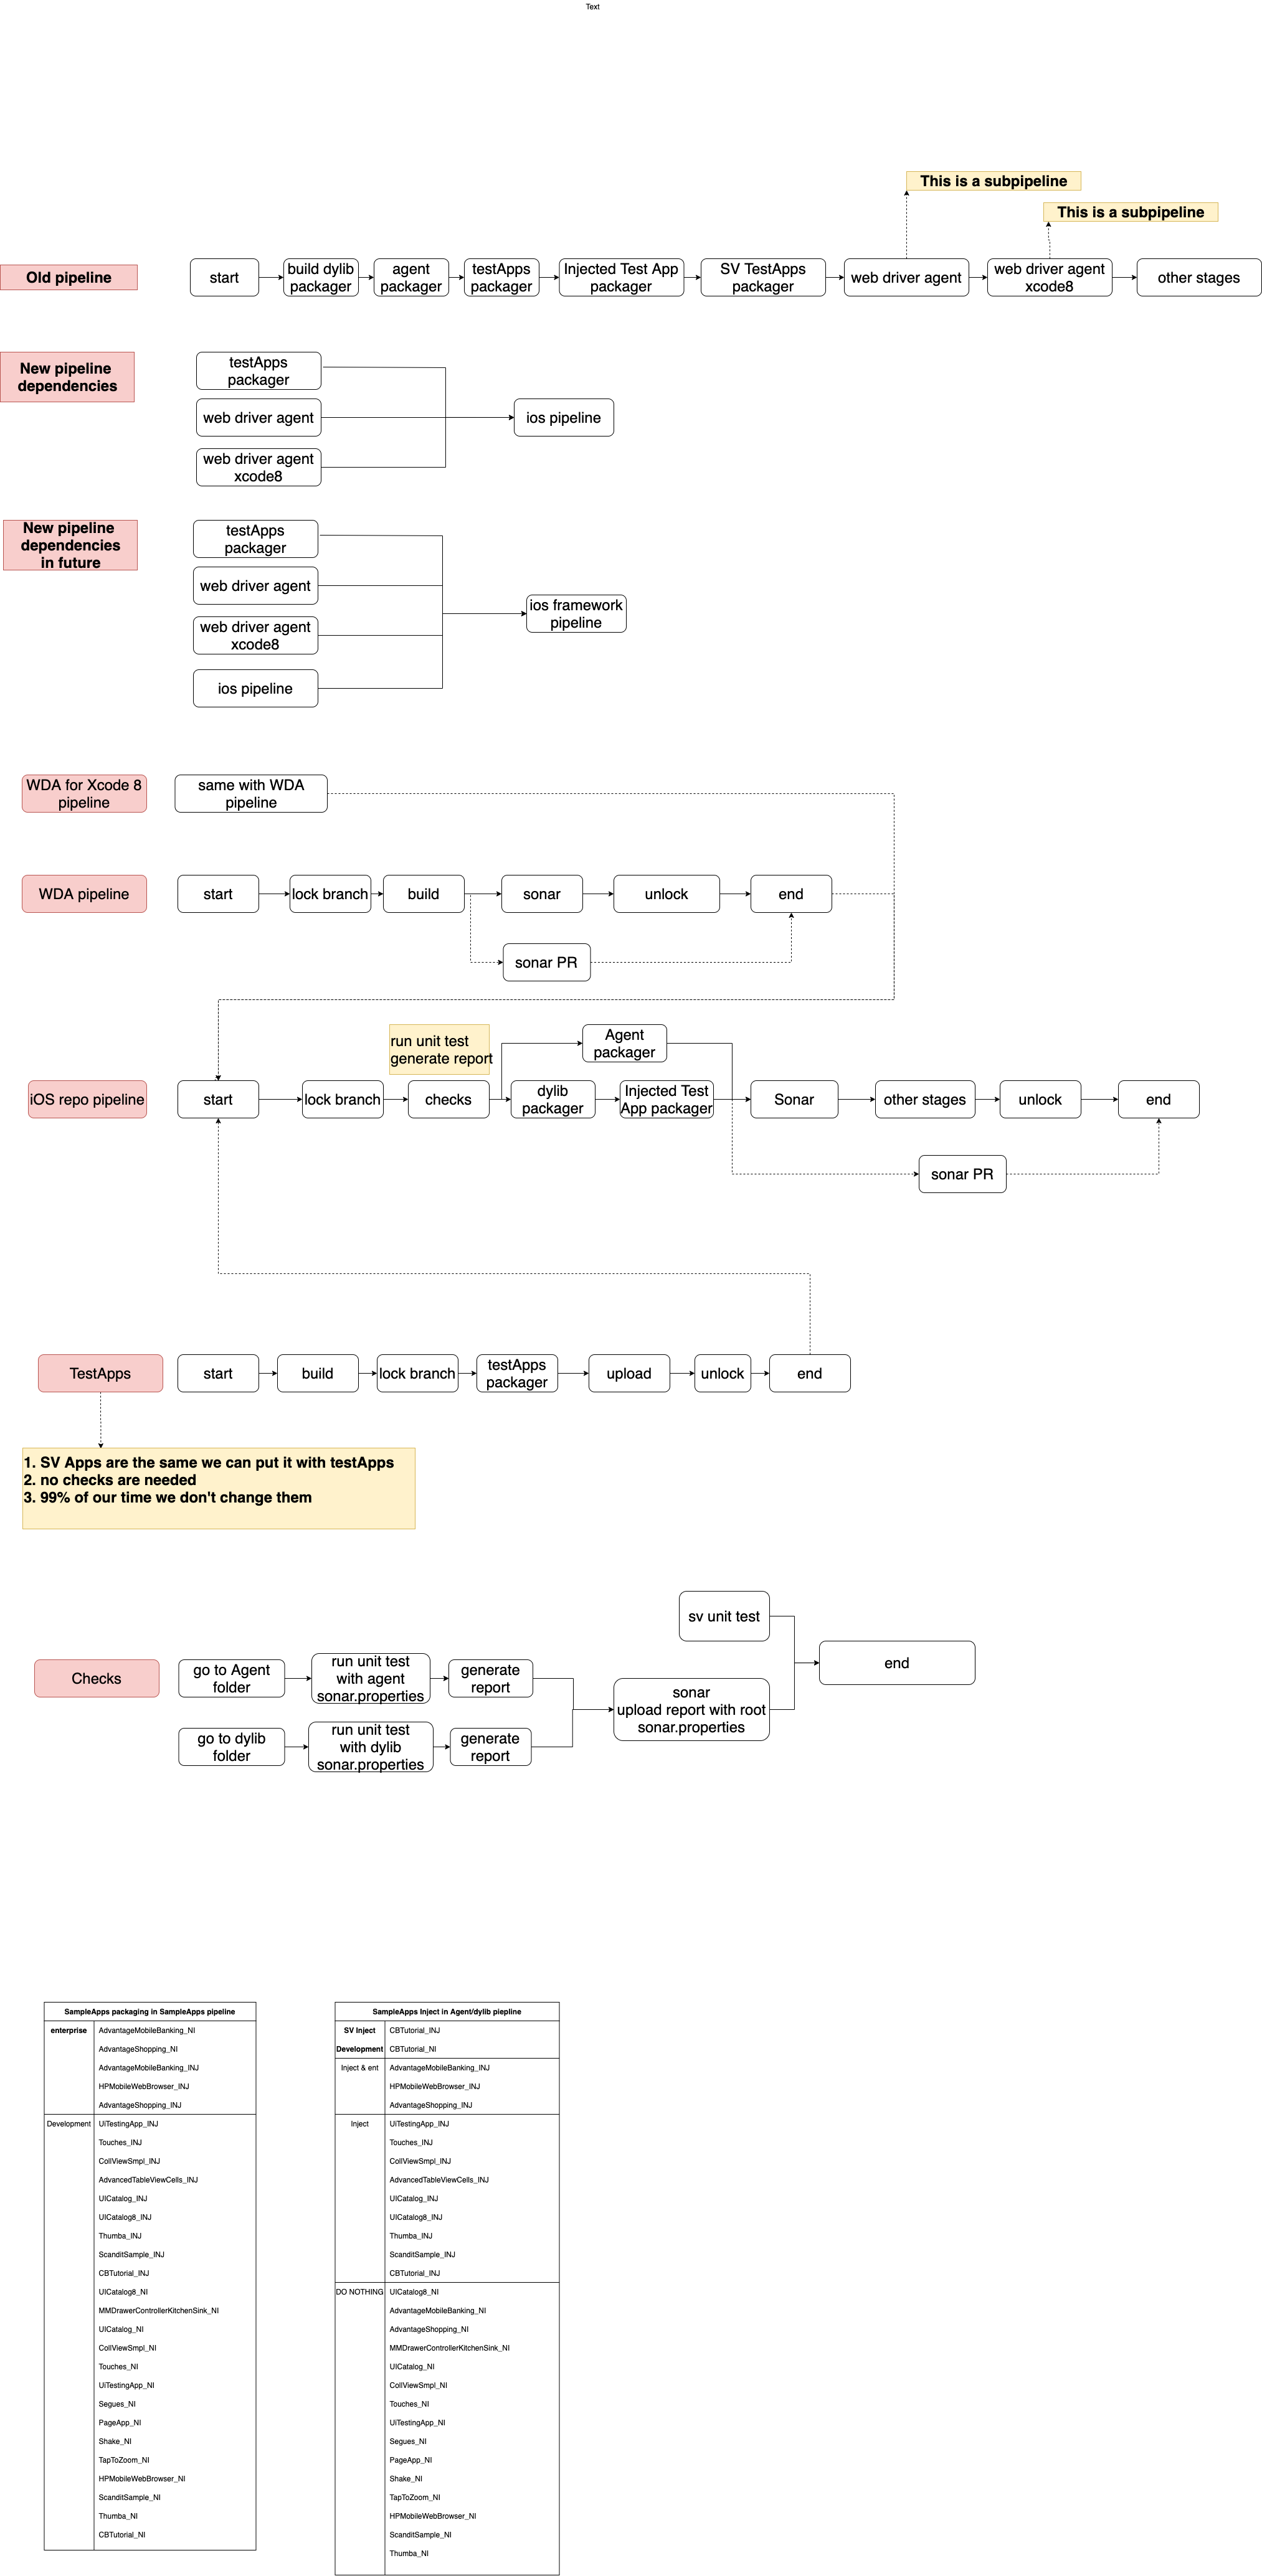 Text
This is a subpipeline
This is a subpipeline
Old pipeline
start
build dylib
packager
agent
packager
testApps
packager
Injected Test App
packager
SV TestApps
packager
web driver agent
web driver agent
xcode8
other stages
New pipeline
dependencies
testApps
packager
web driver agent
web driver agent
xcode8
ios pipeline
New pipeline
dependencies
in future
testApps
packager
web driver agent
web driver agent
xcode8
ios pipeline
ios framework
pipeline
WDA for Xcode 8
pipeline
same with WDA
pipeline
WDA pipeline
start
lock branch
build
sonar
unlock
end
sonar PR
run unit test
generate report
Agent
packager
iOS repo pipeline
start
lock branch
checks
dylib
packager
Injected Test
App packager
Sonar
other stages
unlock
end
sonar PR
TestApps
start
build
lock branch
testApps
packager
upload
unlock
end
1. SV Apps are the same we can put it with testApps
2. no checks are needed
3. 99% of our time we don't change them
sv unit test
end
Checks
go to Agent
folder
run unit test
with agent
sonar.properties
generate
report
sonar
upload report with root
sonar.properties
go to dylib
folder
run unit test
with dylib
sonar.properties
generate
report
SampleApps packaging in SampleApps pipeline
enterprise
AdvantageMobileBanking_NI
AdvantageShopping_NI
AdvantageMobileBanking_INJ
HPMobileWebBrowser_INJ
AdvantageShopping_INJ
Development
UiTestingApp_INJ
Touches_INJ
CollViewSmpl_INJ
AdvancedTableViewCells_INJ
UICatalog_INJ
UICatalog8_INJ
Thumba_INJ
ScanditSample_INJ
CBTutorial_INJ
UICatalog8_NI
MMDrawerControllerKitchenSink_NI
UICatalog_NI
CollViewSmpl_NI
Touches_NI
UiTestingApp_NI
Segues_NI
PageApp_NI
Shake_NI
TapToZoom_NI
HPMobileWebBrowser_NI
ScanditSample_NI
Thumba_NI
CBTutorial_NI
SampleApps Inject in Agent/dylib piepline
SV Inject
CBTutorial_INJ
Development
CBTutorial_NI
Inject & ent
AdvantageMobileBanking_INJ
HPMobileWebBrowser_INJ
AdvantageShopping_INJ
Inject
UiTestingApp_INJ
Touches_INJ
CollViewSmpl_INJ
AdvancedTableViewCells_INJ
UICatalog_INJ
UICatalog8_INJ
Thumba_INJ
ScanditSample_INJ
CBTutorial_INJ
DO NOTHING
UICatalog8_NI
AdvantageMobileBanking_NI
AdvantageShopping_NI
MMDrawerControllerKitchenSink_NI
UICatalog_NI
CollViewSmpl_NI
Touches_NI
UiTestingApp_NI
Segues_NI
PageApp_NI
Shake_NI
TapToZoom_NI
HPMobileWebBrowser_NI
ScanditSample_NI
Thumba_NI